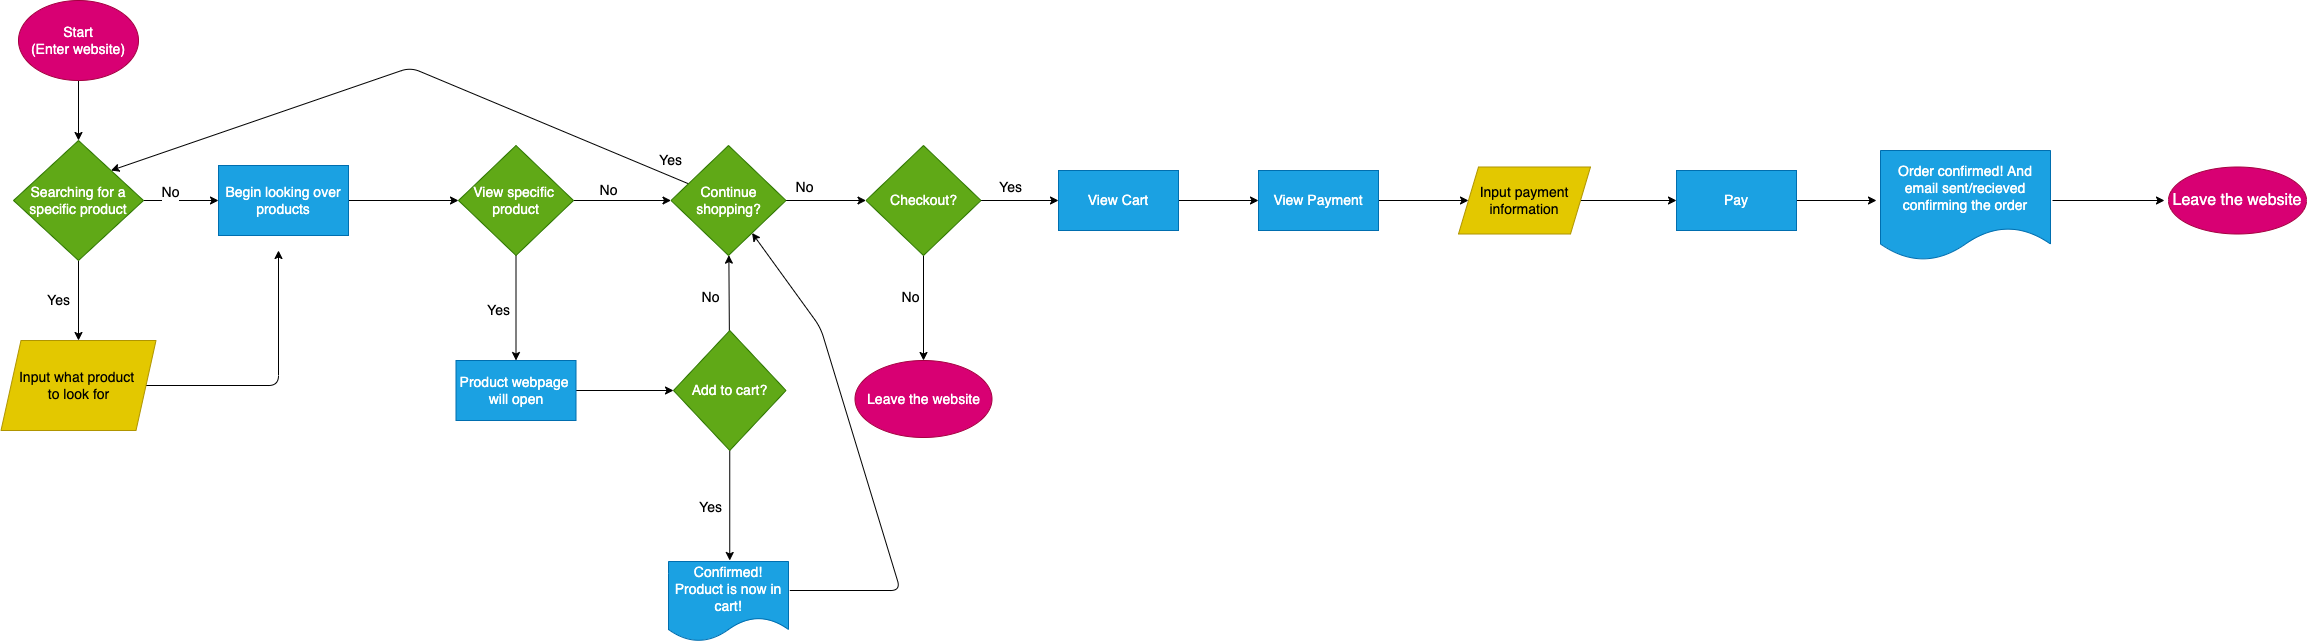 Start
(Enter website)
Searching for a
specific product
No
Begin looking over
products
View specific
product
No
Yes
Continue
shopping?
No
Checkout?
Yes
View Cart
View Payment
Input payment
information
Pay
Order confirmed! And
email sent/recieved
confirming the order
Leave the website
Yes
Input what product
to look for
Yes
Product webpage
will open
No
Add to cart?
No
Leave the website
Yes
Confirmed!
Product is now in
cart!